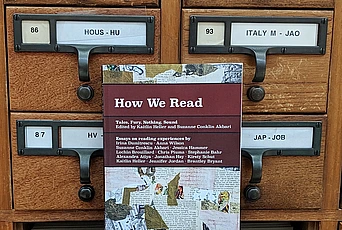 86
HOUS - HU
93
ITALY M - JAO
How We Read
Tales, Fury, Nothing, Sound
Edited by Kaitlin Heller and Suzanne Conklin Akbari
87
HV -
JAP - JOB
Essays on reading experiences by
Irina Dumitrescu · Anna Wilson
Suzanne Conklin Akbari · Jessica Hammer
Lochin Brouillard · Chris Piuma · Stephanie Bahr
Alexandra Atiya · Jonathan Hsy · Kirsty Schut
Kaitlin Heller · Jennifer Jordan · Brantley Bryant